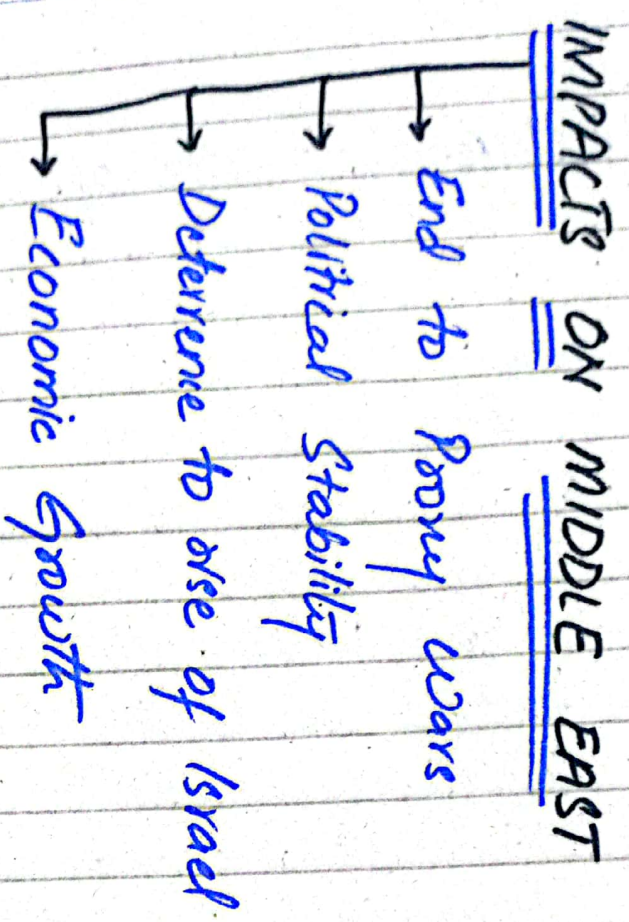 IMPACTS ON MIDDLE EAST
End to Proxy Wars
Political Stability
Deterrence to rise of Israel
Economic Growth